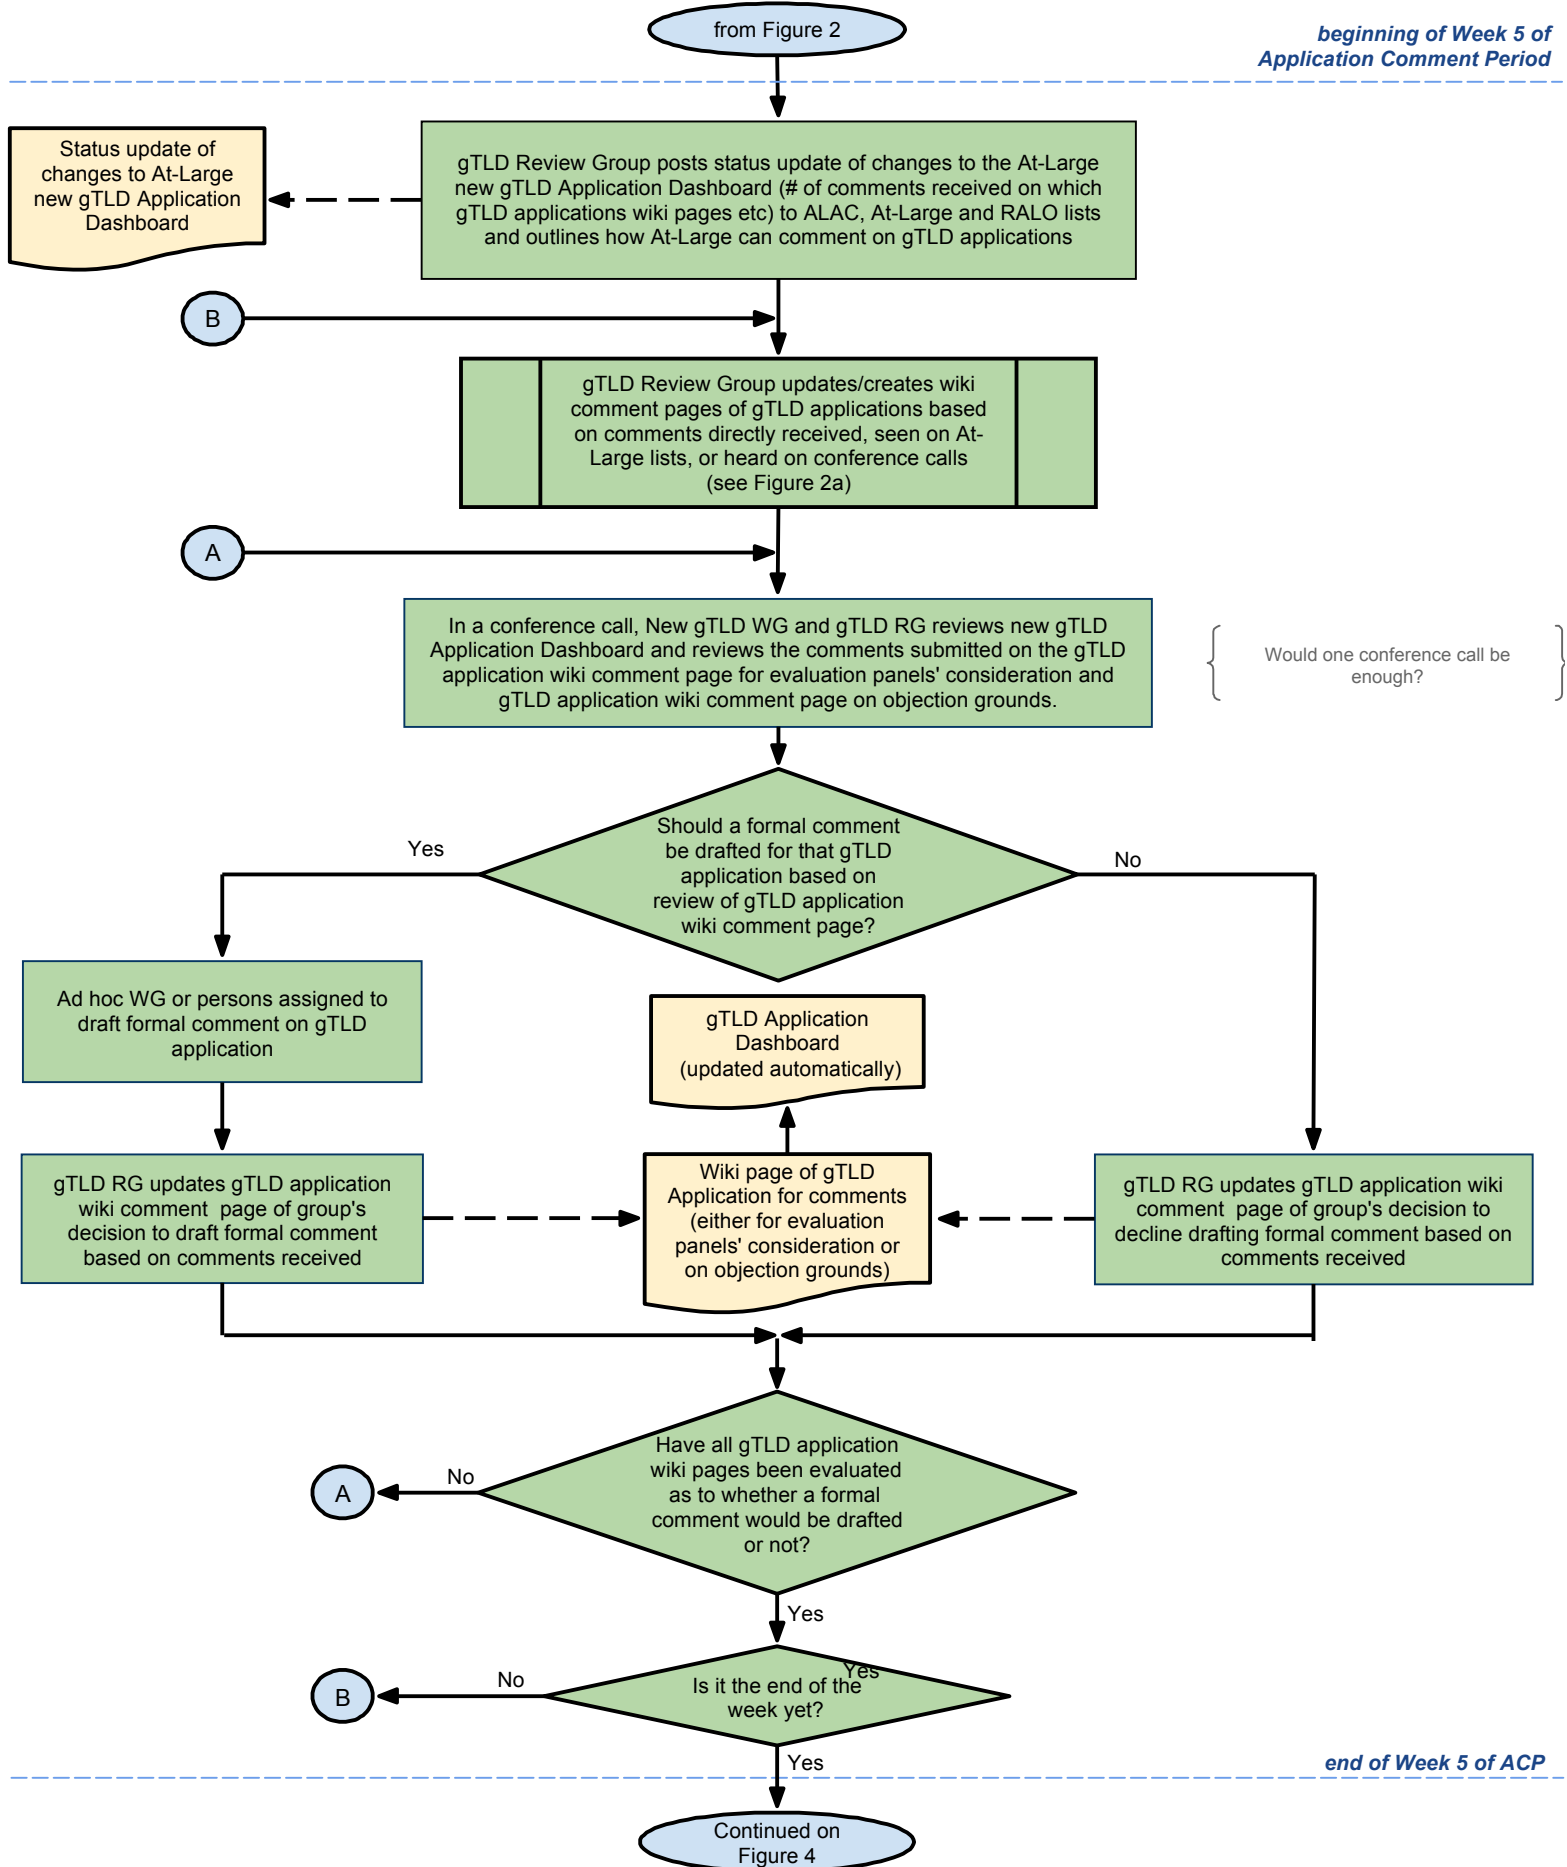 from Figure 2
beginning of Week 5 of
Application Comment Period
Status update of
changes to At-Large
new gTLD Application
Dashboard
gTLD Review Group posts status update of changes to the At-Large
new gTLD Application Dashboard (# of comments received on which
gTLD applications wiki pages etc) to ALAC, At-Large and RALO lists
and outlines how At-Large can comment on gTLD applications
B
gTLD Review Group updates/creates wiki
comment pages of gTLD applications based
on comments directly received, seen on At-
Large lists, or heard on conference calls
(see Figure 2a)
A
In a conference call, New gTLD WG and gTLD RG reviews new gTLD
Application Dashboard and reviews the comments submitted on the gTLD
application wiki comment page for evaluation panels' consideration and
gTLD application wiki comment page on objection grounds.
Would one conference call be
enough?
Should a formal comment
be drafted for that gTLD
application based on
review of gTLD application
wiki comment page?
Yes
No
Ad hoc WG or persons assigned to
draft formal comment on gTLD
application
gTLD Application
Dashboard
(updated automatically)
gTLD RG updates gTLD application
wiki comment page of group's
decision to draft formal comment
based on comments received
Wiki page of gTLD
Application for comments
(either for evaluation
panels' consideration or
on objection grounds)
gTLD RG updates gTLD application wiki
comment page of group's decision to
decline drafting formal comment based on
comments received
Have all gTLD application
wiki pages been evaluated
as to whether a formal
comment would be drafted
or not?
No
A
Yes
Yes
Is it the end of the
week yet?
No
B
Yes
end of Week 5 of ACP
Continued on
Figure 4